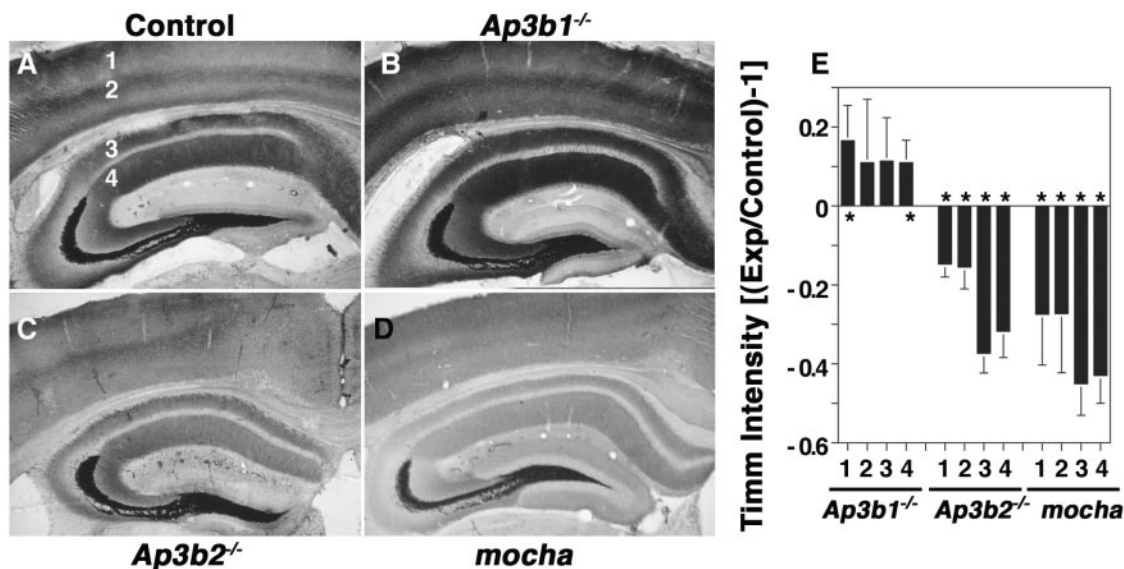 Control
Ap3b1-/-
A
1
2
3
4
B
C
D
Ap3b2-/-
mocha
E
Timm Intensity [(Exp/Control)-1]
0.2
0
-0.2
-0.4
-0.6
* *
* * * * * * * *
1 2 3 4 1 2 3 4 1 2 3 4
Ap3b1-/- Ap3b2-/- mocha